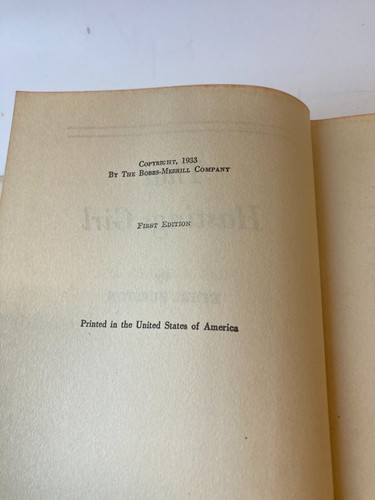 COPYRIGHT, 1933
BY THE BOBBS-MERRILL COMPANY
FIRST EDITION
Printed in the United States of America